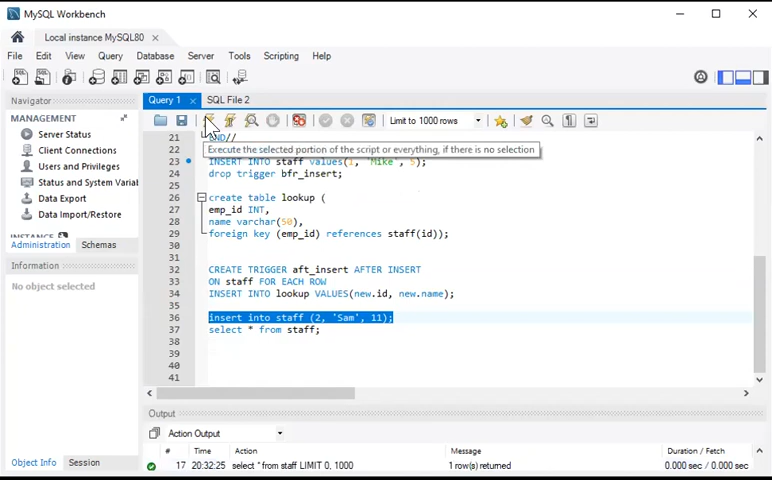 MySQL Workbench
Local instance MySQL80
File Edit View Query Database Server Tools Scripting Help
Navigator
MANAGEMENT
Server Status
Client Connections
Users and Privileges
Status and System Variab
Data Export
Data Import/Restore
Administration Schemas
Information
No object selected
Object Info Session
Query 1 SQL File 2
Limit to 1000 rows
Execute the selected portion of the script or everything, if there is no selection
21 END//
22
23 INSERT INTO staff values(1, 'Mike', 5);
24 drop trigger bfr_insert;
25
26 create table lookup (
27 emp_id INT,
28 name varchar(50),
29 foreign key (emp_id) references staff(id));
30
31
32 CREATE TRIGGER aft_insert AFTER INSERT
33 ON staff FOR EACH ROW
34 INSERT INTO lookup VALUES(new.id, new.name);
35
36 insert into staff (2, 'Sam', 11);
37 select * from staff;
38
39
40
41
Output
Action Output
# Time Action Message Duration / Fetch
17 20:32:25 select * from staff LIMIT 0, 1000 1 row(s) returned 0.000 sec / 0.000 sec